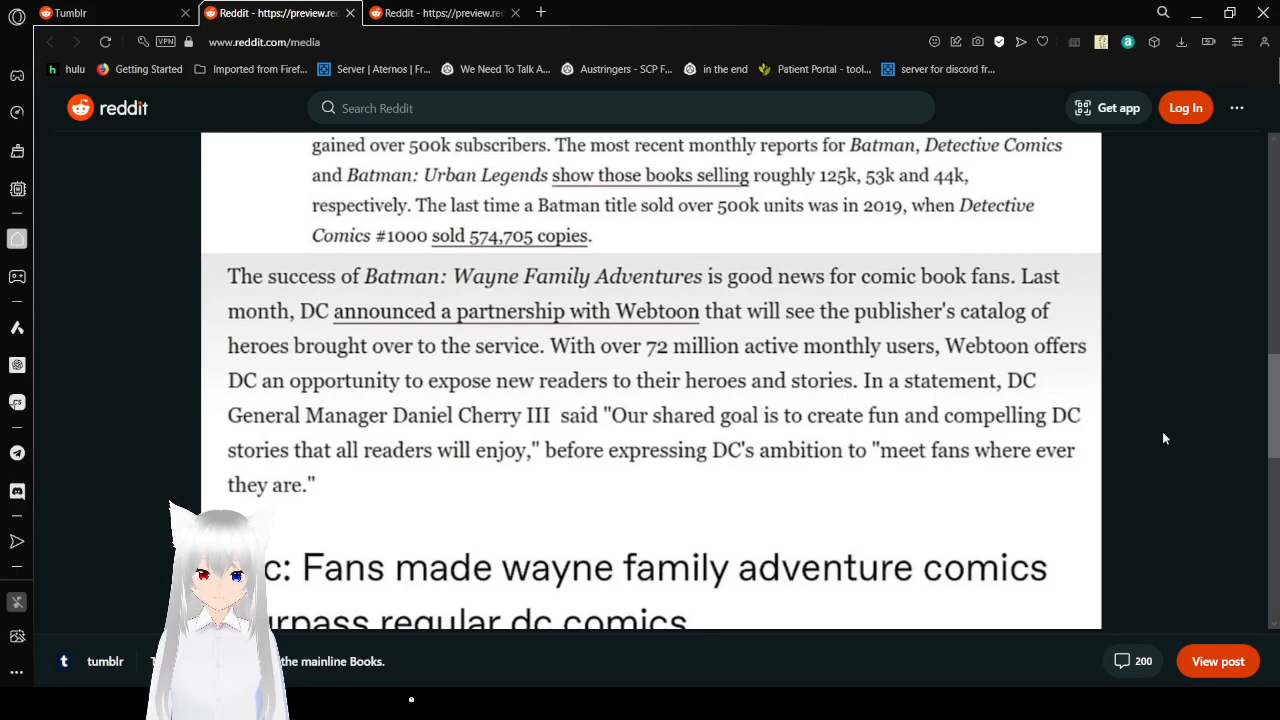 Tumblr
Reddit - https://preview.rec
Reddit - https://preview.red
VPN
www.reddit.com/media
hulu
Getting Started
Imported from Firef...
Server | Aternos | Fr...
We Need To Talk A...
Austringers - SCP F...
in the end
Patient Portal - tool...
server for discord fr...
reddit
Search Reddit
Get app
Log In
gained over 500k subscribers. The most recent monthly reports for Batman, Detective Comics
and Batman: Urban Legends show those books selling roughly 125k, 53k and 44k,
respectively. The last time a Batman title sold over 500k units was in 2019, when Detective
Comics #1000 sold 574,705 copies.
The success of Batman: Wayne Family Adventures is good news for comic book fans. Last
month, DC announced a partnership with Webtoon that will see the publisher's catalog of
heroes brought over to the service. With over 72 million active monthly users, Webtoon offers
DC an opportunity to expose new readers to their heroes and stories. In a statement, DC
General Manager Daniel Cherry III said "Our shared goal is to create fun and compelling DC
stories that all readers will enjoy," before expressing DC's ambition to "meet fans where ever
they are."
c: Fans made wayne family adventure comics
urpass regular dc comics
tumblr
the mainline Books.
200
View post